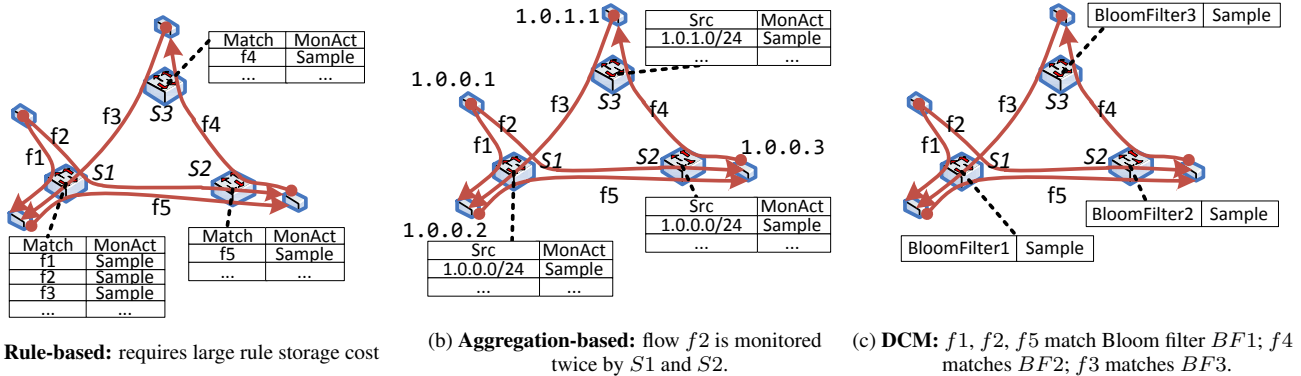 Match MonAct
f4 Sample
... ...
S3
f3
f4
f2
f1
S1
S2
f5
Match MonAct
f1 Sample
f2 Sample
f3 Sample
... ...
Match MonAct
f5 Sample
... ...
Rule-based: requires large rule storage cost
1.0.1.1
Src MonAct
1.0.1.0/24 Sample
... ...
1.0.0.1
S3
f3
f4
f2
f1
S1
S2
1.0.0.3
f5
1.0.0.2
Src MonAct
1.0.0.0/24 Sample
... ...
Src MonAct
1.0.0.0/24 Sample
... ...
(b) Aggregation-based: flow f2 is monitored
twice by S1 and S2.
BloomFilter3 Sample
S3
f3
f4
f2
f1
S1
S2
f5
BloomFilter2 Sample
BloomFilter1 Sample
(c) DCM: f1, f2, f5 match Bloom filter BF1; f4
matches BF2; f3 matches BF3.